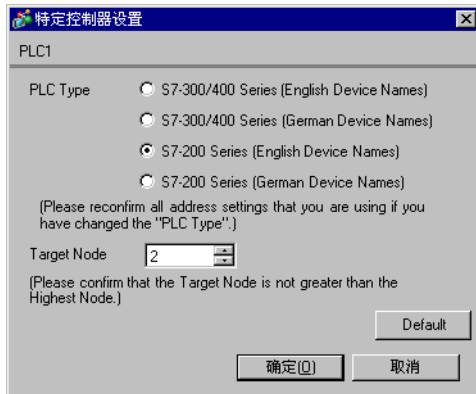 特定控制器设置
PLC1
PLC Type
S7-300/400 Series (English Device Names)
S7-300/400 Series (German Device Names)
S7-200 Series (English Device Names)
S7-200 Series (German Device Names)
(Please reconfirm all address settings that you are using if you
have changed the "PLC Type".)
Target Node 2
(Please confirm that the Target Node is not greater than the
Highest Node.)
Default
确定(O) 取消